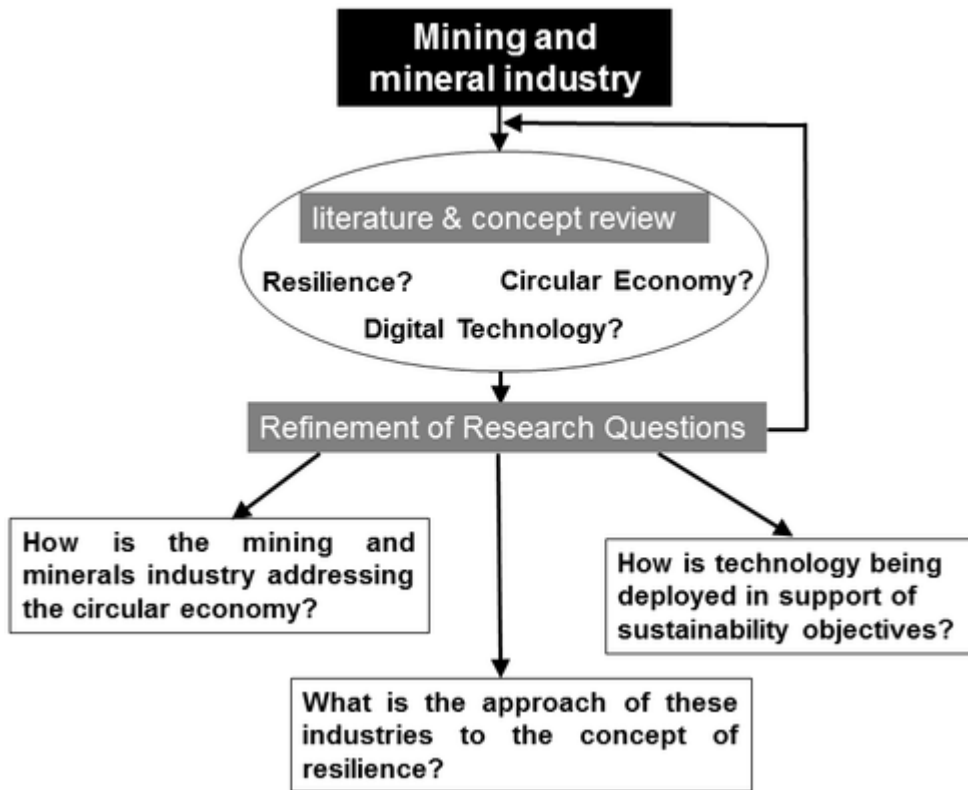 Mining and
mineral industry
literature & concept review
Resilience?
Circular Economy?
Digital Technology?
Refinement of Research Questions
How is the mining and
minerals industry addressing
the circular economy?
How is technology being
deployed in support of
sustainability objectives?
What is the approach of these
industries to the concept of
resilience?